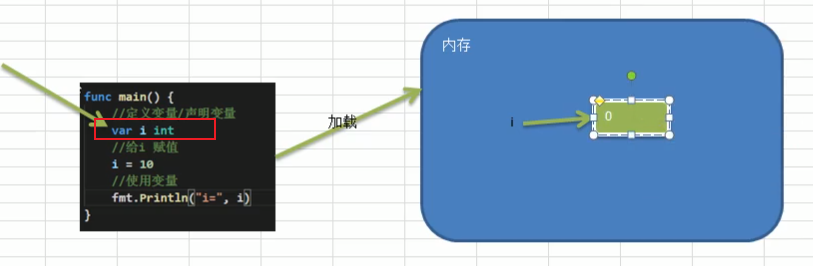 func main() {
//定义变量/声明变量
var i int
//给i 赋值
i = 10
//使用变量
fmt.Println("i=", i)
}
加载
内存
i
0